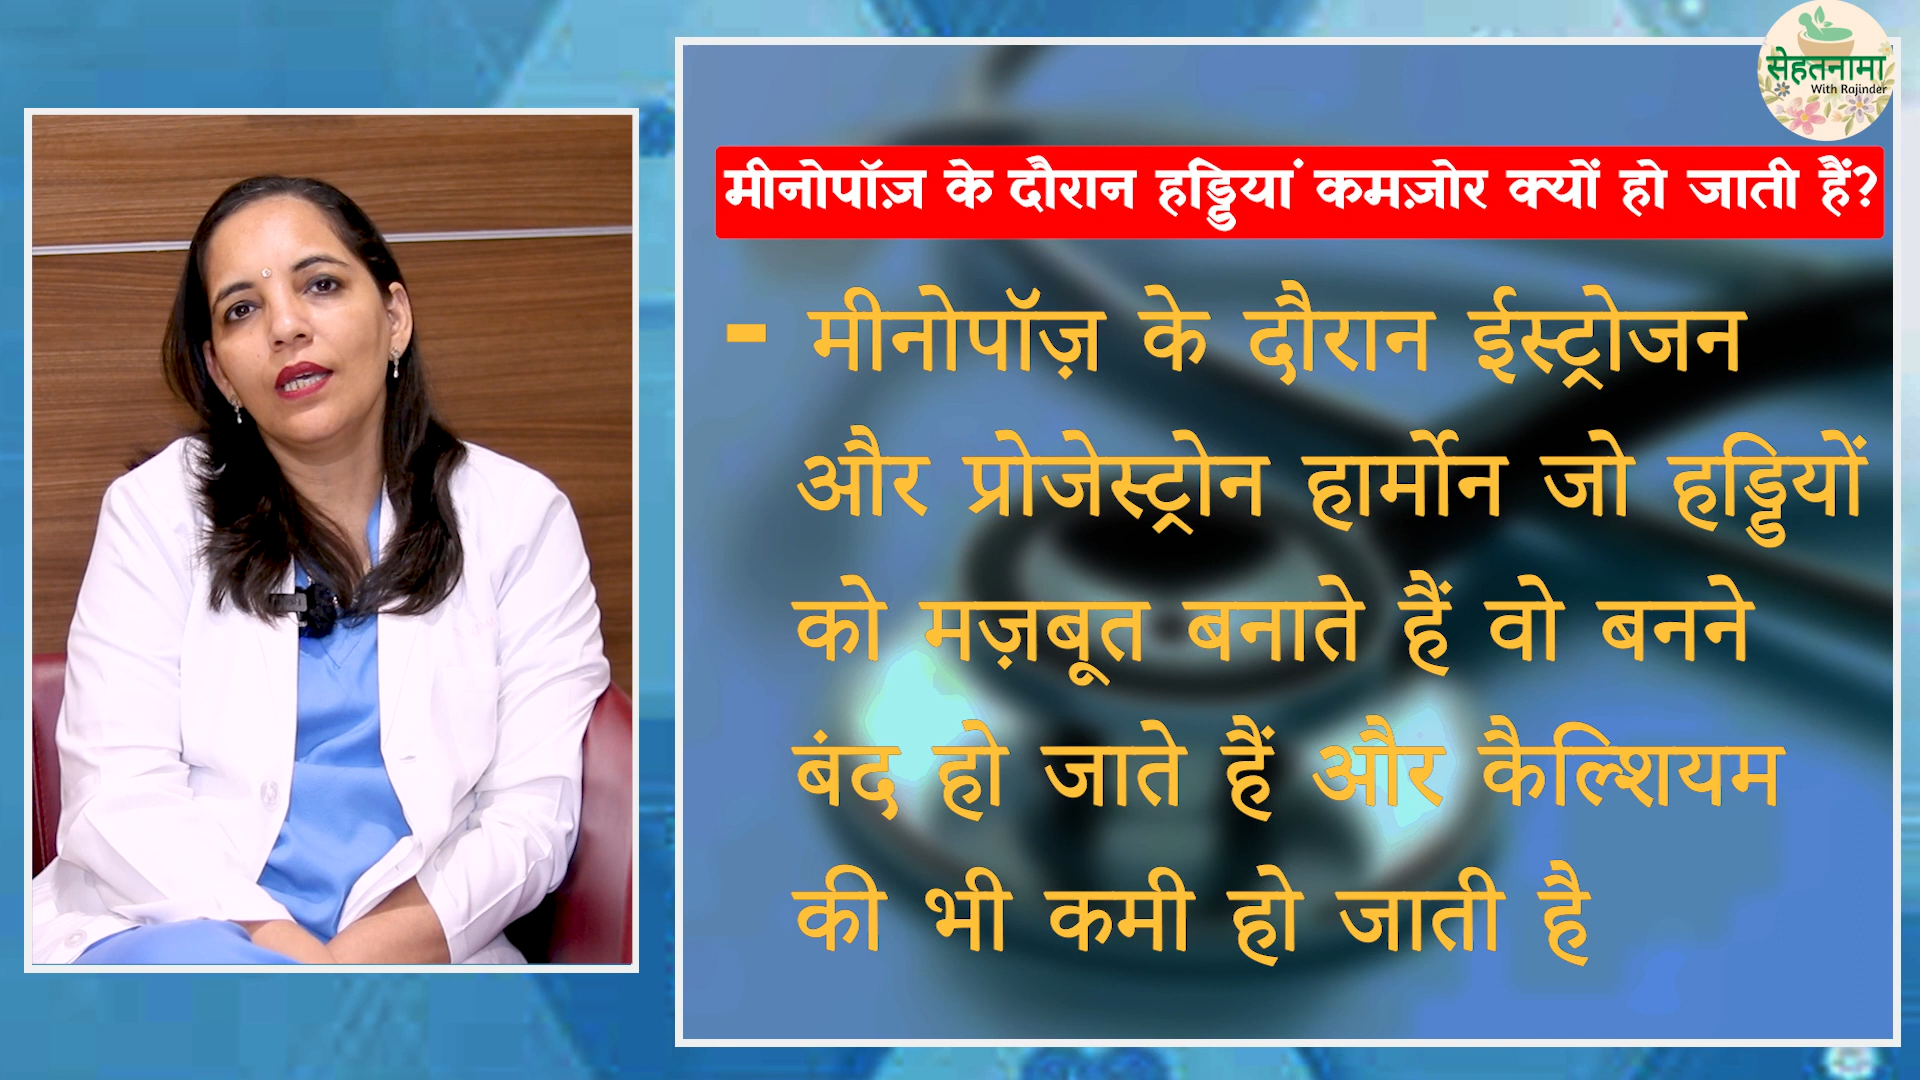 सेहतनामा
With Rajinder
मीनोपॉज़ के दौरान हड्डियां कमज़ोर क्यों हो जाती हैं?
- मीनोपॉज़ के दौरान ईस्ट्रोजन
और प्रोजेस्ट्रोन हार्मोन जो हड्डियों
को मज़बूत बनाते हैं वो बनने
बंद हो जाते हैं और कैल्शियम
की भी कमी हो जाती है